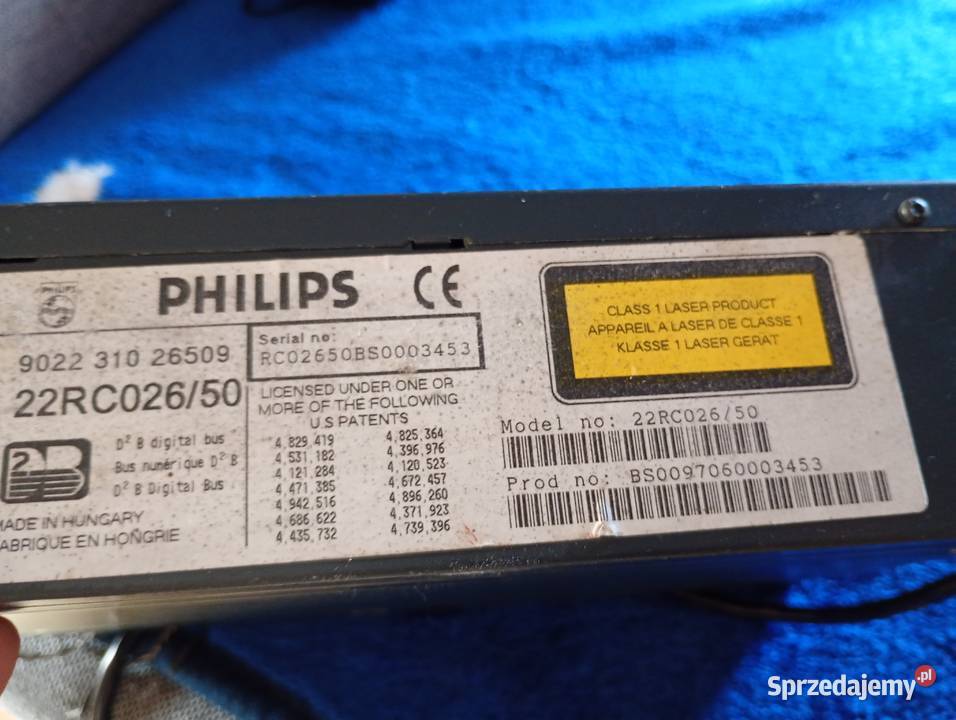 PHILIPS
PHILIPS CE
9022 310 26509
22RC026/50
Serial no:
RC02650BS0003453
LICENSED UNDER ONE OR
MORE OF THE FOLLOWING
U.S PATENTS
4,829,419 4,825,364
4,531,182 4,396,976
4,121,284 4,120,523
4,471,385 4,672,457
4,942,516 4,896,260
4,686,622 4,371,923
4,435,732 4,739,396
D² B digital bus
Bus numérique D² B
D² B Digital Bus
MADE IN HUNGARY
FABRIQUE EN HONGRIE
CLASS 1 LASER PRODUCT
APPAREIL A LASER DE CLASSE 1
KLASSE 1 LASER GERAT
Model no: 22RC026/50
Prod no: BS0097060003453
Sprzedajemy.pl